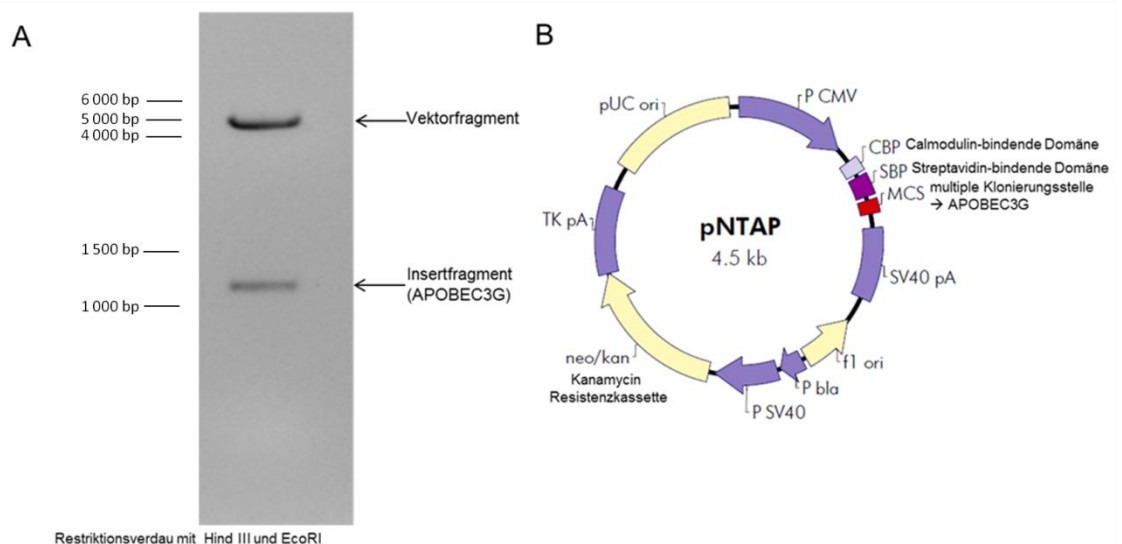 A
6 000 bp
5 000 bp
4 000 bp
1 500 bp
1 000 bp
Vektorfragment
Insertfragment
(APOBEC3G)
Restriktionsverdau mit Hind III und EcoRI
B
pUC ori
P CMV
CBP Calmodulin-bindende Domäne
SBP Streptavidin-bindende Domäne
MCS multiple Klonierungsstelle
→ APOBEC3G
TK pA
pNTAP
4.5 kb
SV40 pA
neo/kan
Kanamycin
Resistenzkassette
f1 ori
P bla
P SV40